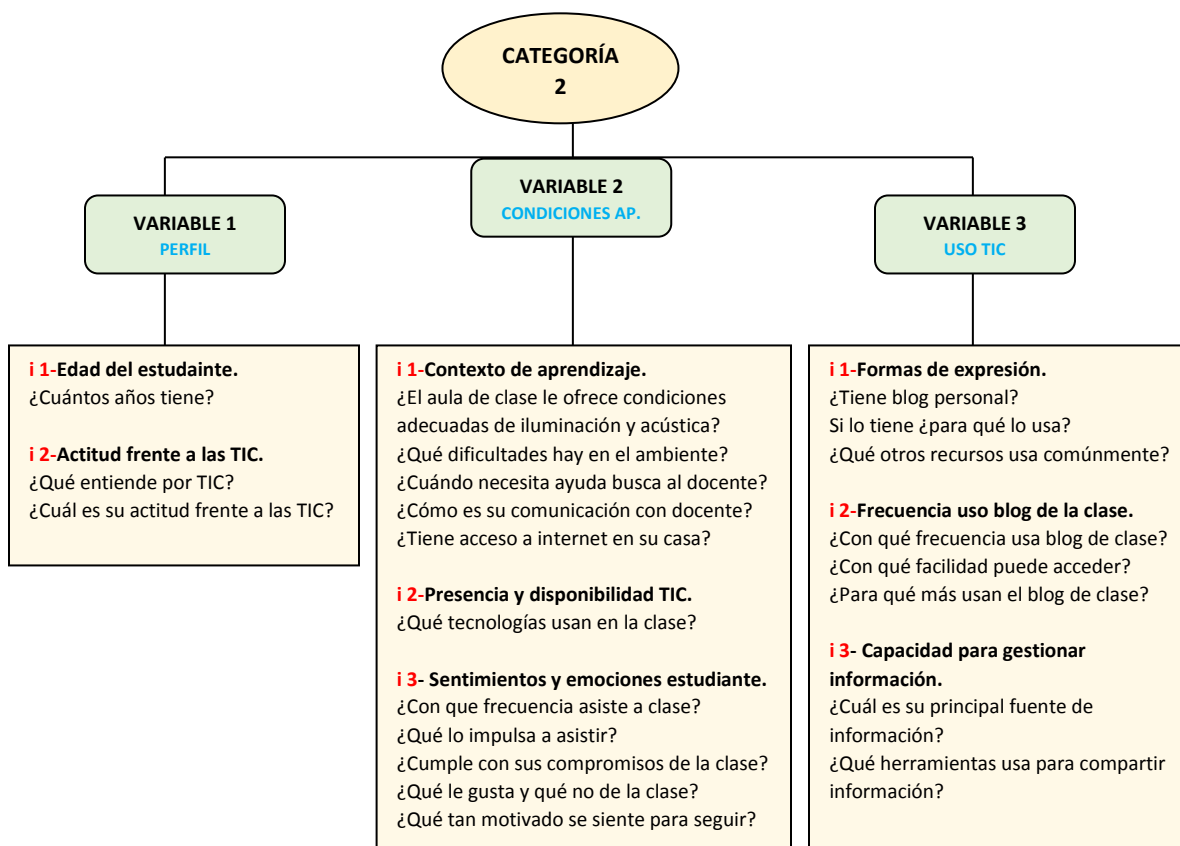 CATEGORÍA
2
VARIABLE 1
PERFIL
VARIABLE 2
CONDICIONES AP.
VARIABLE 3
USO TIC
i 1-Edad del estudainte.
¿Cuántos años tiene?
i 2-Actitud frente a las TIC.
¿Qué entiende por TIC?
¿Cuál es su actitud frente a las TIC?
i 1-Contexto de aprendizaje.
¿El aula de clase le ofrece condiciones
adecuadas de iluminación y acústica?
¿Qué dificultades hay en el ambiente?
¿Cuándo necesita ayuda busca al docente?
¿Cómo es su comunicación con docente?
¿Tiene acceso a internet en su casa?
i 2-Presencia y disponibilidad TIC.
¿Qué tecnologías usan en la clase?
i 3- Sentimientos y emociones estudiante.
¿Con que frecuencia asiste a clase?
¿Qué lo impulsa a asistir?
¿Cumple con sus compromisos de la clase?
¿Qué le gusta y qué no de la clase?
¿Qué tan motivado se siente para seguir?
i 1-Formas de expresión.
¿Tiene blog personal?
Si lo tiene ¿para qué lo usa?
¿Qué otros recursos usa comúnmente?
i 2-Frecuencia uso blog de la clase.
¿Con qué frecuencia usa blog de clase?
¿Con qué facilidad puede acceder?
¿Para qué más usan el blog de clase?
i 3- Capacidad para gestionar
información.
¿Cuál es su principal fuente de
información?
¿Qué herramientas usa para compartir
información?